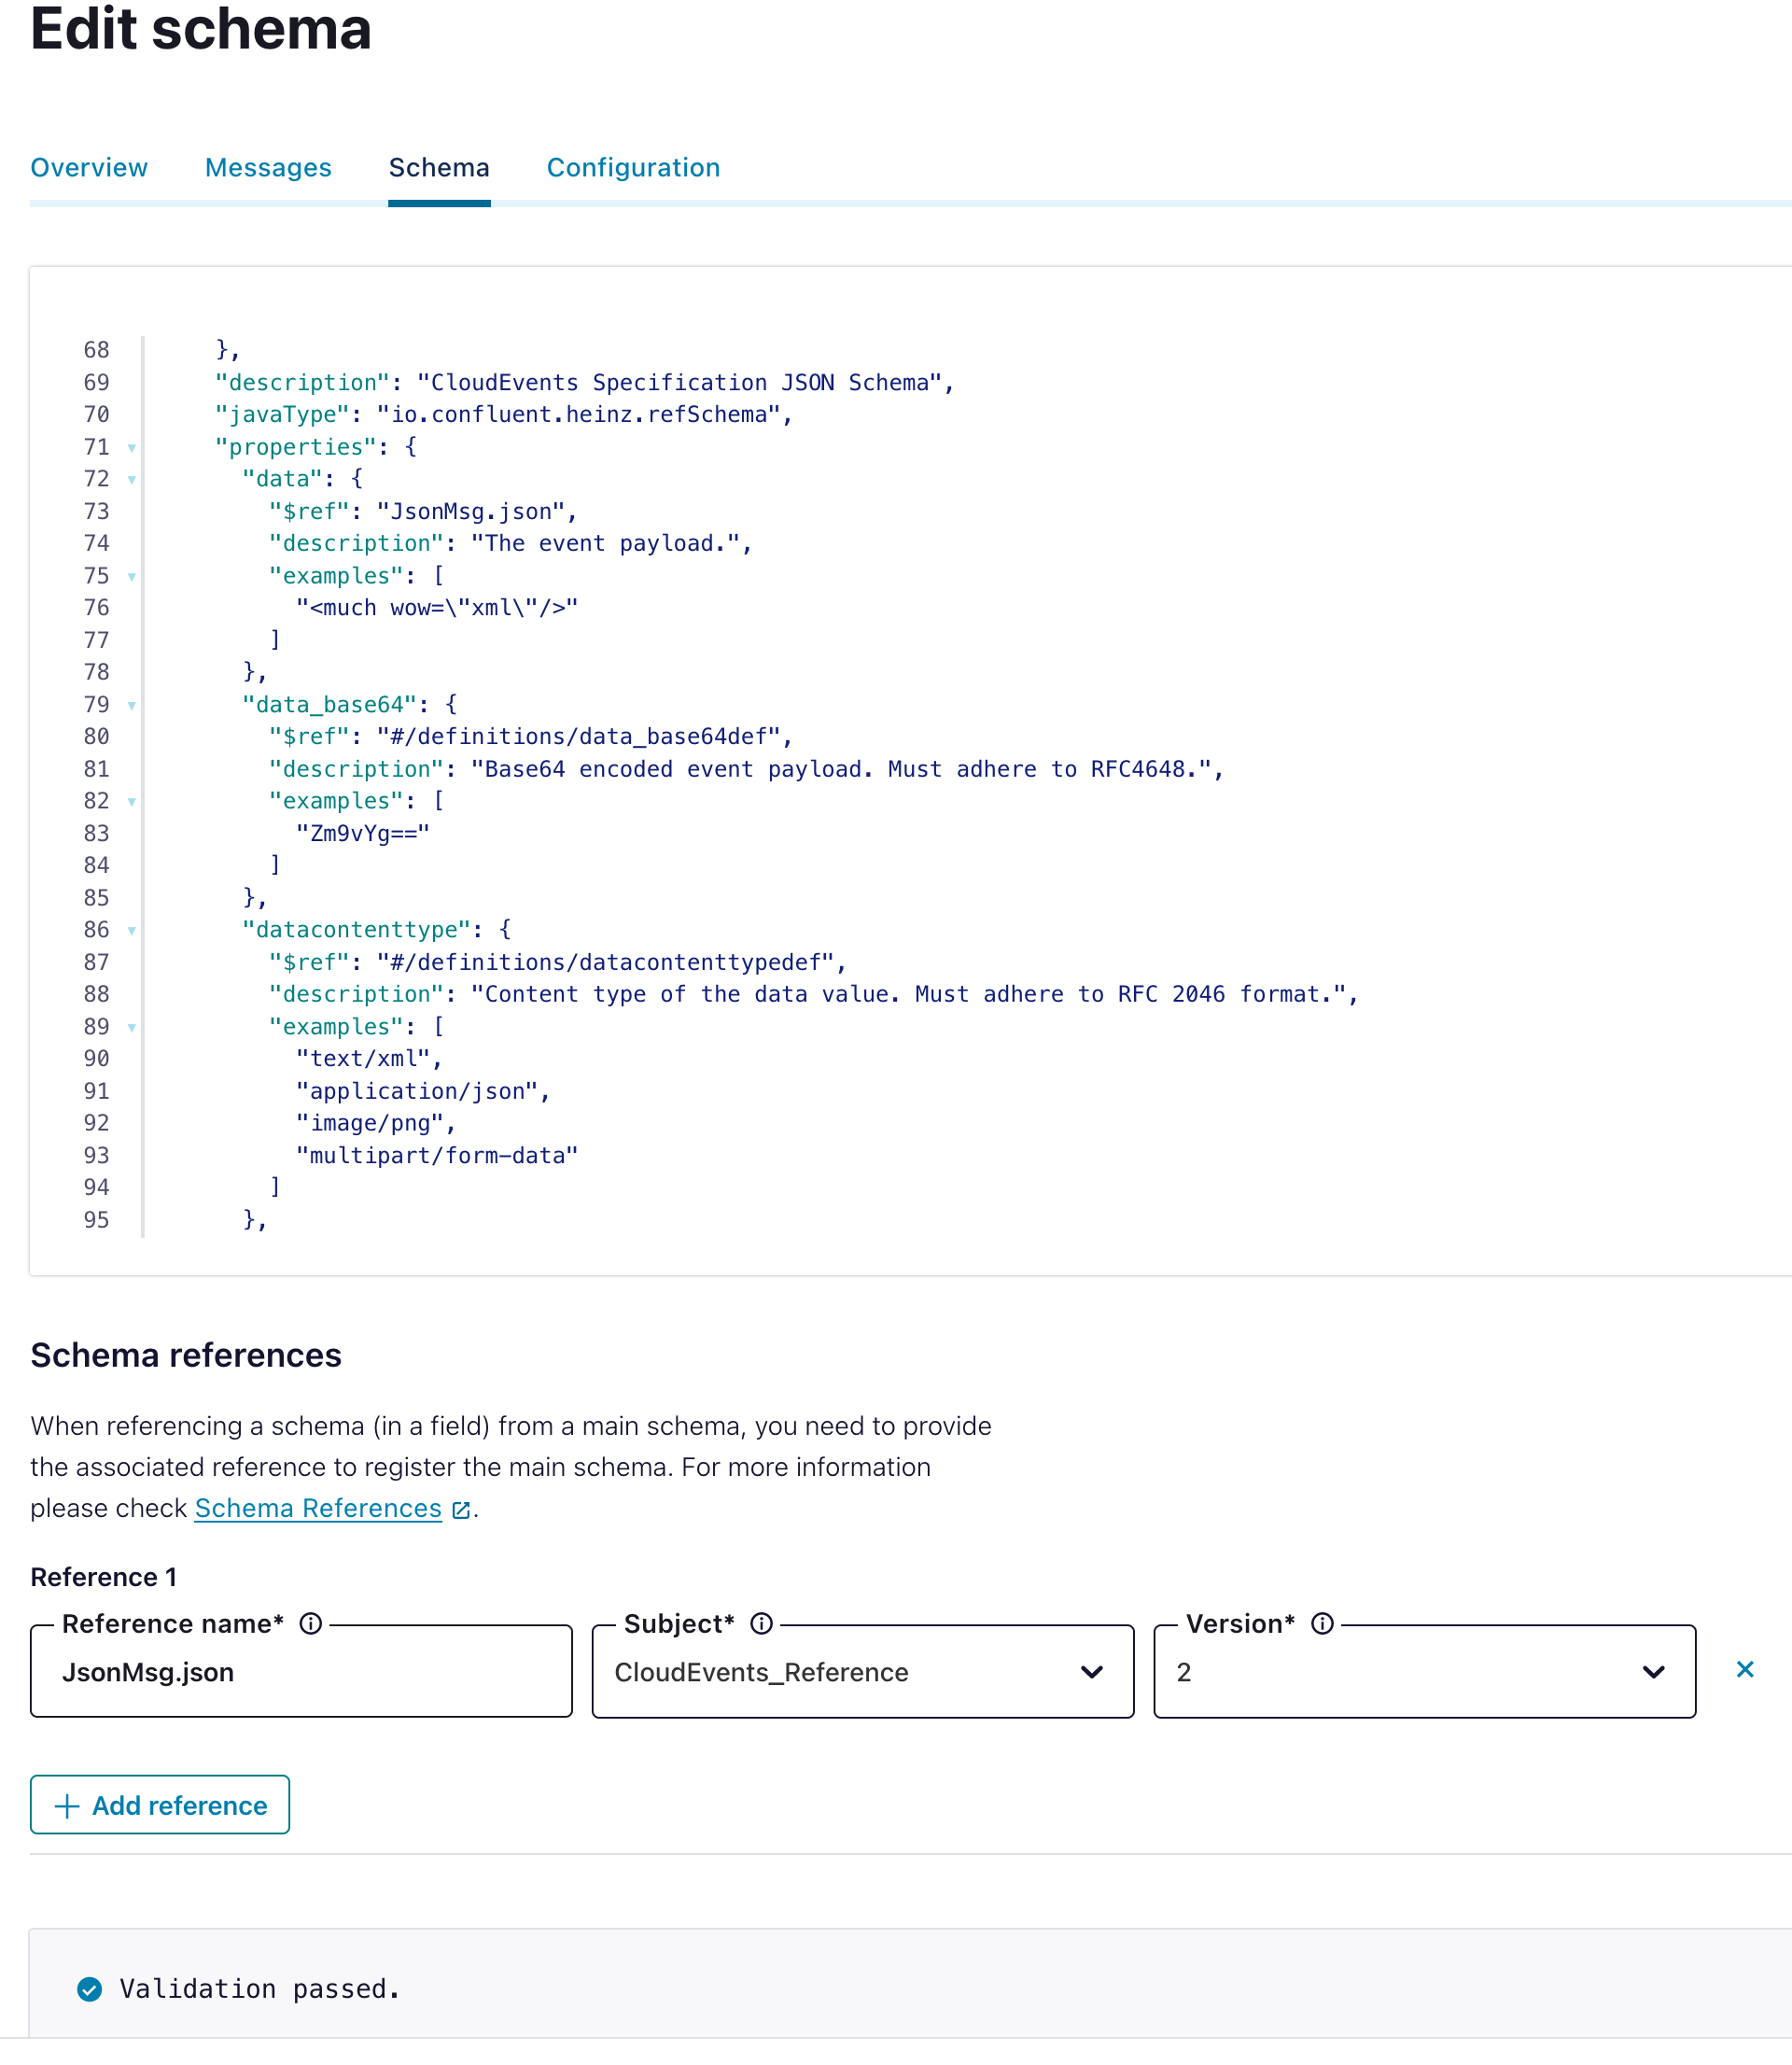 Edit schema
Overview Messages Schema Configuration
68 },
69 "description": "CloudEvents Specification JSON Schema",
70 "javaType": "io.confluent.heinz.refSchema",
71 "properties": {
72 "data": {
73 "$ref": "JsonMsg.json",
74 "description": "The event payload.",
75 "examples": [
76 "<much wow=\"xml\"/>"
77 ]
78 },
79 "data_base64": {
80 "$ref": "#/definitions/data_base64def",
81 "description": "Base64 encoded event payload. Must adhere to RFC4648.",
82 "examples": [
83 "Zm9vYg=="
84 ]
85 },
86 "datacontenttype": {
87 "$ref": "#/definitions/datacontenttypedef",
88 "description": "Content type of the data value. Must adhere to RFC 2046 format.",
89 "examples": [
90 "text/xml",
91 "application/json",
92 "image/png",
93 "multipart/form-data"
94 ]
95 },
Schema references
When referencing a schema (in a field) from a main schema, you need to provide
the associated reference to register the main schema. For more information
please check Schema References .
Reference 1
Reference name* Subject* Version*
JsonMsg.json CloudEvents_Reference 2
Add reference
Validation passed.